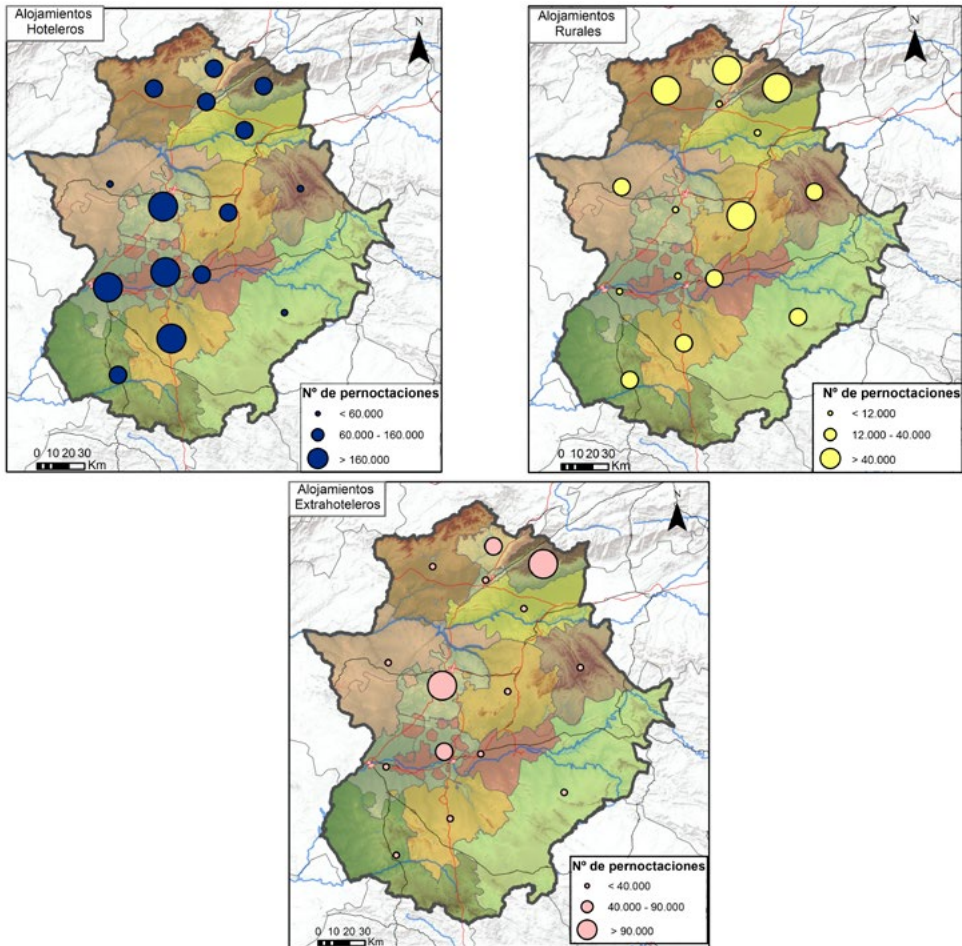 Alojamientos
Hoteleros
N
Nº de pernoctaciones
< 60.000
60.000 - 160.000
> 160.000
0 10 20 30
Km
Alojamientos
Rurales
N
Nº de pernoctaciones
< 12.000
12.000 - 40.000
> 40.000
0 10 20 30
Km
Alojamientos
Extrahoteleros
N
Nº de pernoctaciones
< 40.000
40.000 - 90.000
> 90.000
0 10 20 30
Km